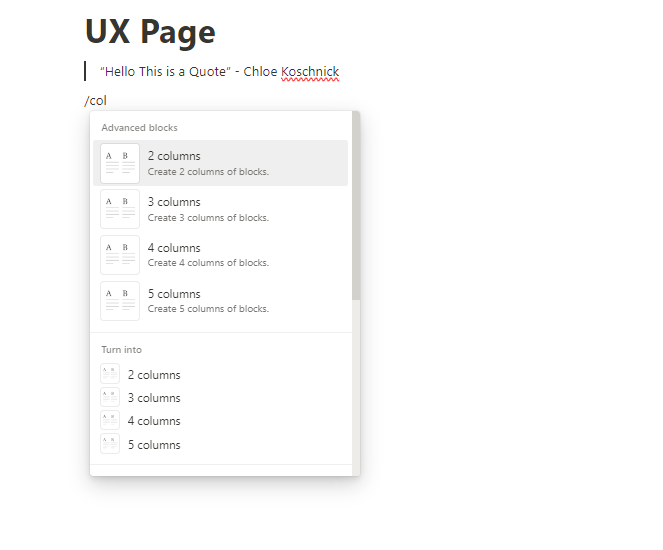 UX Page
“Hello This is a Quote” - Chloe Koschnick
/col
Advanced blocks
A B
2 columns
Create 2 columns of blocks.
A B
3 columns
Create 3 columns of blocks.
A B
4 columns
Create 4 columns of blocks.
A B
5 columns
Create 5 columns of blocks.
Turn into
A B
2 columns
A B
3 columns
A B
4 columns
A B
5 columns